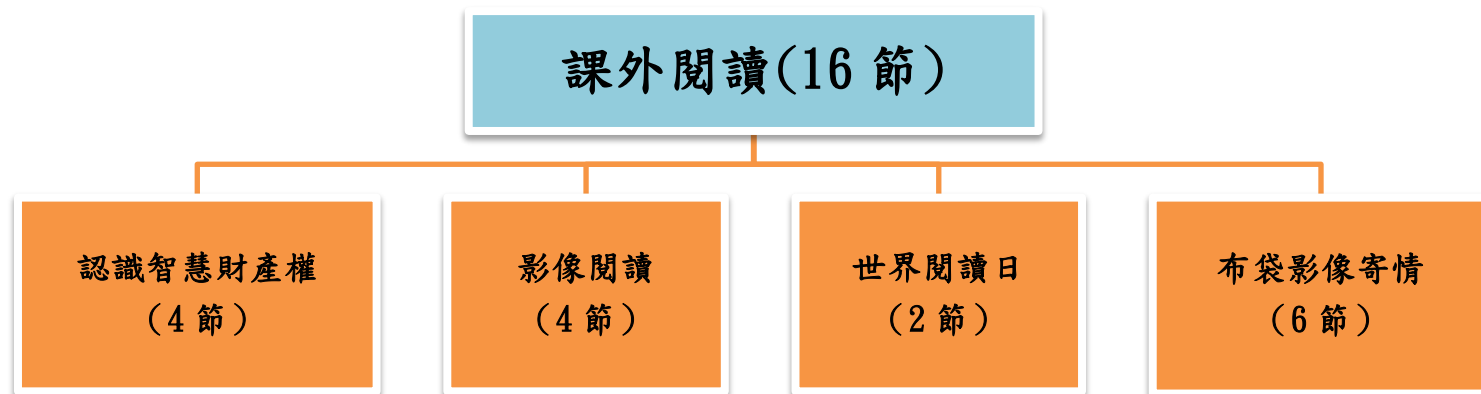 課外閱讀(16 節)
認識智慧財產權
(4 節)
影像閱讀
(4 節)
世界閱讀日
(2 節)
布袋影像寄情
(6 節)